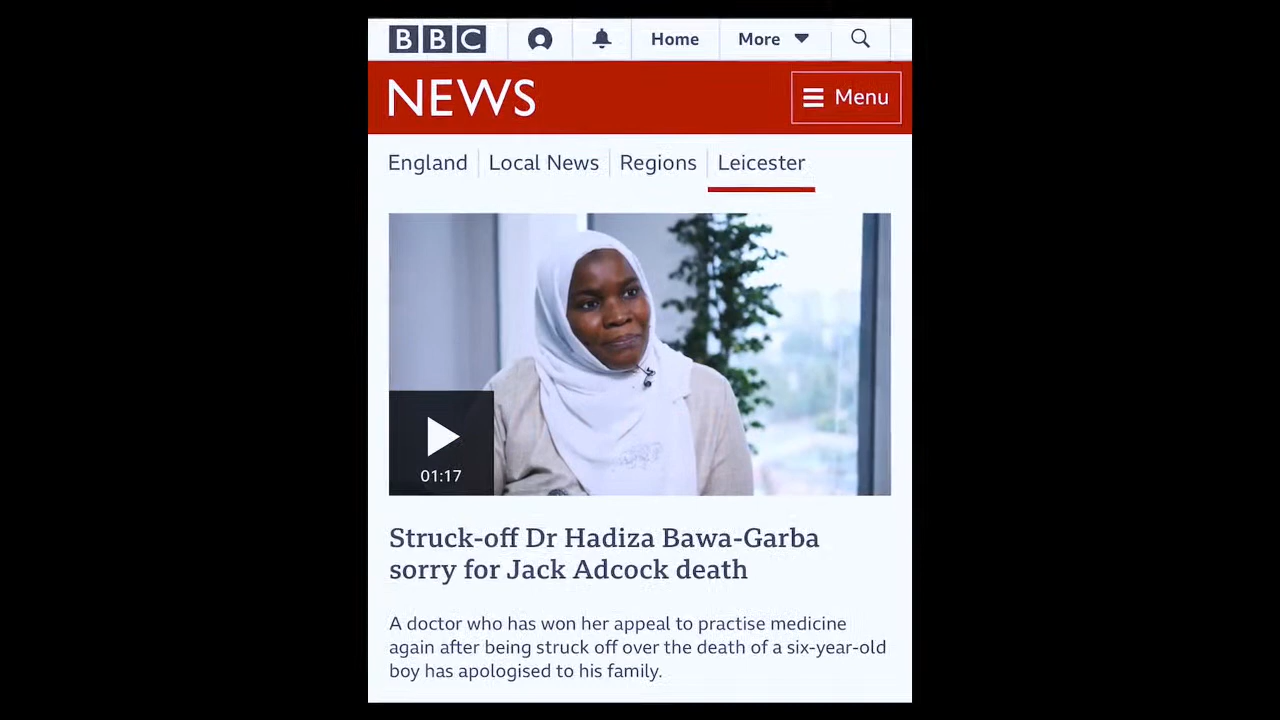 BBC Home More
NEWS Menu
England Local News Regions Leicester
01:17
Struck-off Dr Hadiza Bawa-Garba
sorry for Jack Adcock death
A doctor who has won her appeal to practise medicine
again after being struck off over the death of a six-year-old
boy has apologised to his family.